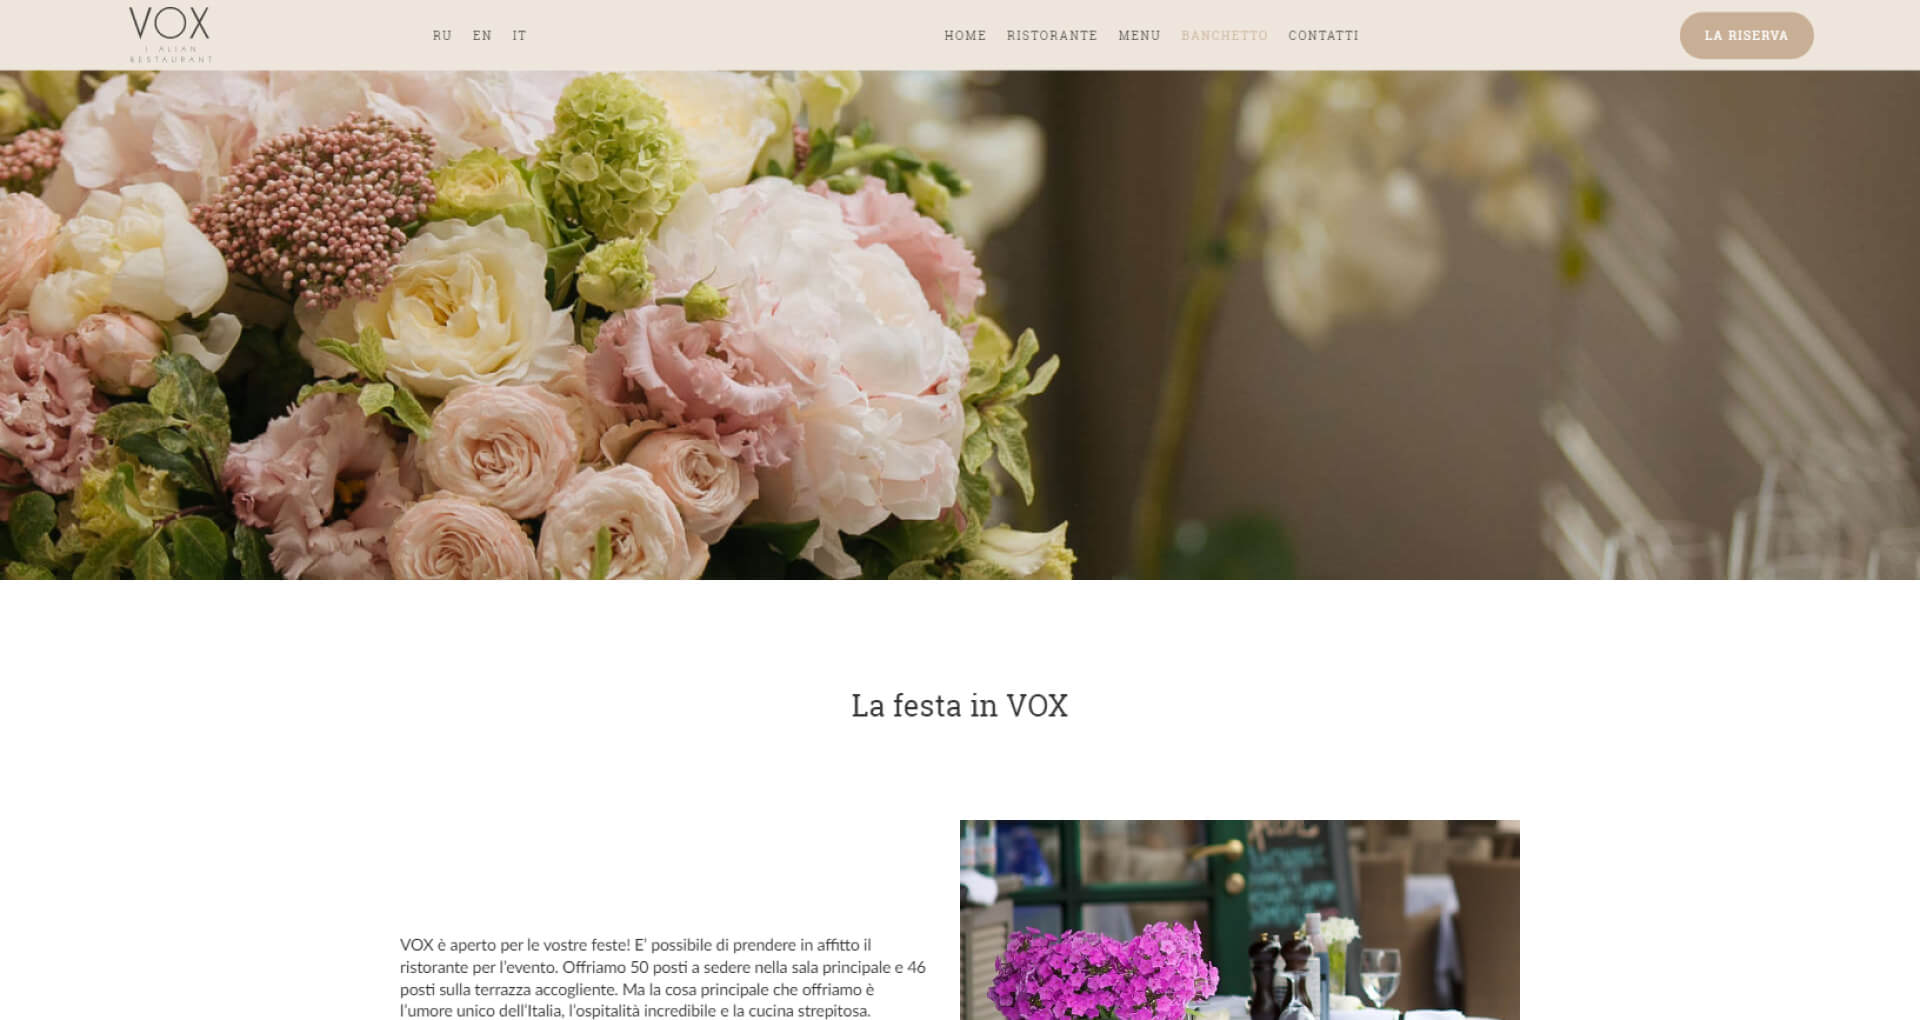 VOX
I ALIAN
RESTAURANT
RU EN IT
HOME RISTORANTE MENU BANCHETTO CONTATTI
LA RISERVA
La festa in VOX
VOX è aperto per le vostre feste! E' possibile di prendere in affitto il
ristorante per l'evento. Offriamo 50 posti a sedere nella sala principale e 46
posti sulla terrazza accogliente. Ma la cosa principale che offriamo è
l'umore unico dell'Italia, l'ospitalità incredibile e la cucina strepitosa.